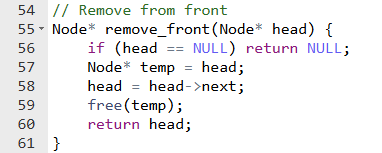 54 // Remove from front
55 Node* remove_front(Node* head) {
56     if (head == NULL) return NULL;
57     Node* temp = head;
58     head = head->next;
59     free(temp);
60     return head;
61 }